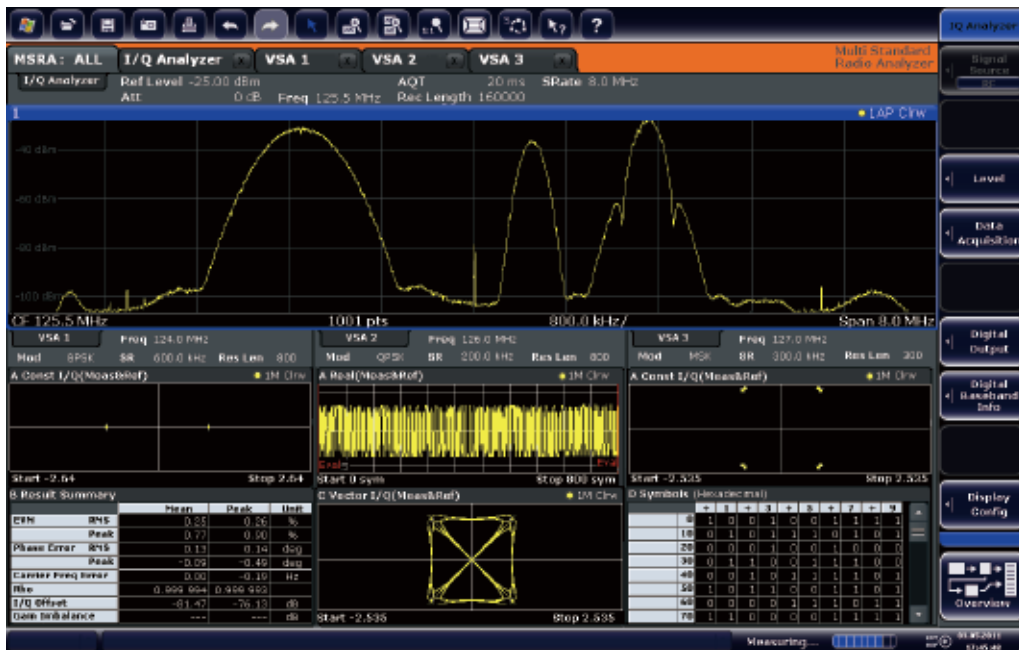 IQ Analyzer
MSRA: ALL I/Q Analyzer VSA 1 VSA 2 VSA 3
Multi Standard
Radio Analyzer
I/Q Analyzer Ref Level -25.00 dBm AQT 20 ms SRate 8.0 MHz
Att 0 dB Freq 125.5 MHz Rec Length 160000
Signal
Source
RF
1 1AP Clrw
-40 dBm
-60 dBm
-80 dBm
-100 dBm
CF 125.5 MHz 1001 pts 800.0 kHz/ Span 8.0 MHz
Level
Data
Acquisition
Digital
Output
Digital
Baseband
Info
Display
Config
Overview
VSA 1 Freq 124.0 MHz
Mod BPSK SR 600.0 kHz Res Len 800
A Const I/Q(Meas&Ref) 1M Clrw
Start -2.64 Stop 2.64
B Result Summary
Mean Peak Unit
EVM RMS 0.25 0.26 %
Peak 0.77 0.90 %
Phase Error RMS 0.13 0.14 deg
Peak -0.09 -0.49 deg
Carrier Freq Error 0.00 -0.19 Hz
Rho 0.999 994 0.999 993
I/Q Offset -81.47 -76.13 dB
Gain Imbalance --- --- dB
VSA 2 Freq 126.0 MHz
Mod QPSK SR 200.0 kHz Res Len 800
A Real(Meas&Ref) 1M Clrw
Start 0 sym Stop 800 sym
C Vector I/Q(Meas&Ref) 1M Clrw
Start -2.535 Stop 2.535
VSA 3 Freq 127.0 MHz
Mod MSK SR 300.0 kHz Res Len 300
A Const I/Q(Meas&Ref) 1M Clrw
Start -2.535 Stop 2.535
D Symbols (Hexadecimal)
+ 1 + 3 + 5 + 7 + 9
Measuring...